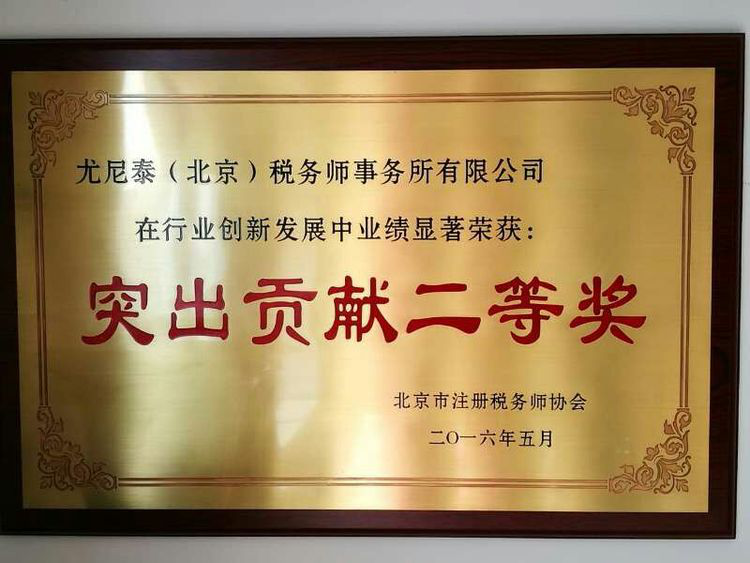 尤尼泰（北京）税务师事务所有限公司
在行业创新发展中业绩显著荣获：
突出贡献二等奖
北京市注册税务师协会
二〇一六年五月